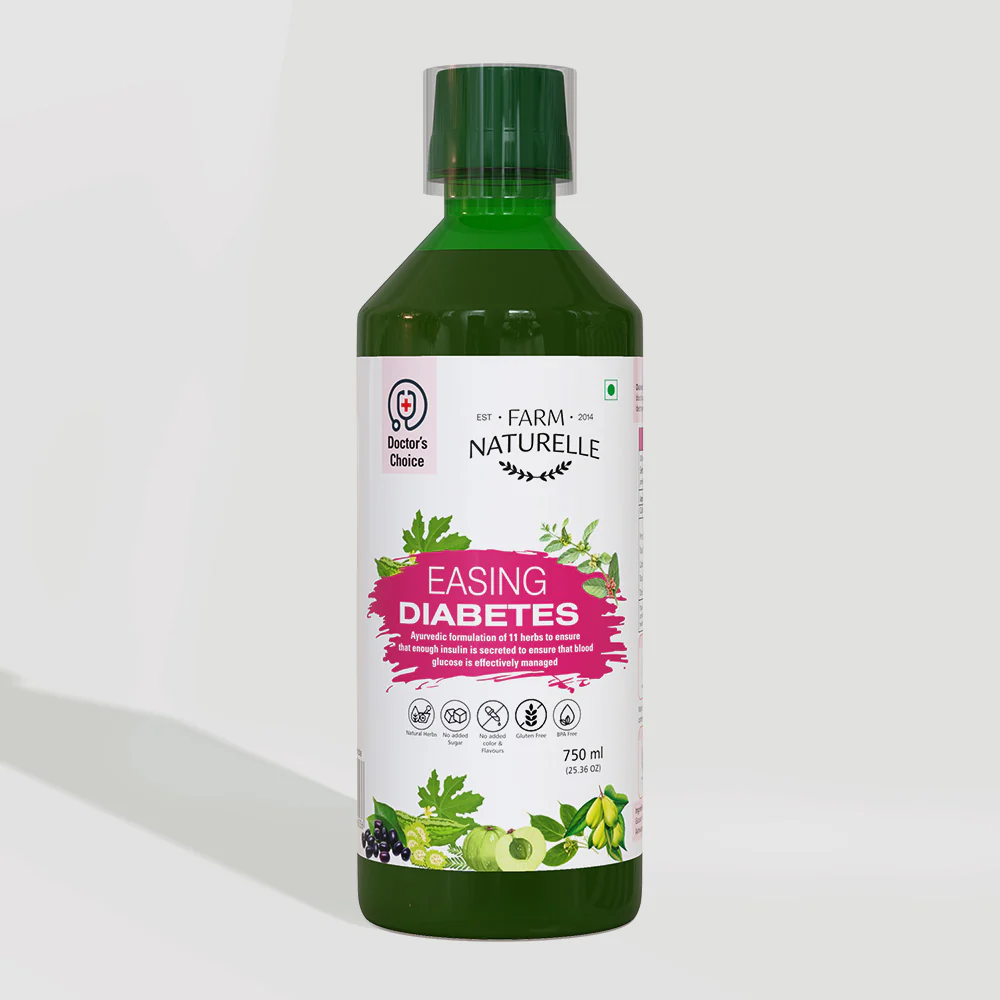 Doctor's
Choice
EST • FARM • 2014
NATURELLE
EASING
DIABETES
Ayurvedic formulation of 11 herbs to ensure
that enough insulin is secreted to ensure that blood
glucose is effectively managed
Natural Herbs
No added
Sugar
No added
color &
Flavours
Gluten Free
BPA Free
750 ml
(25.36 OZ)